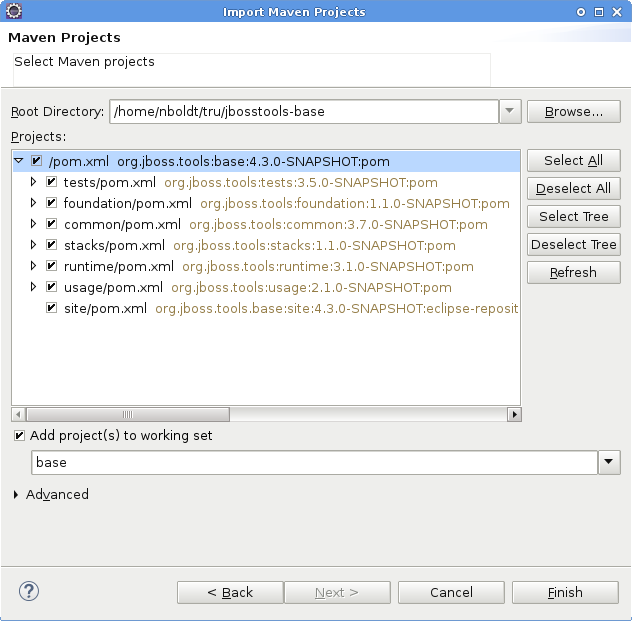 Import Maven Projects
Maven Projects
Select Maven projects
Root Directory: /home/nboldt/tru/jbosstools-base Browse...
Projects:
/pom.xml org.jboss.tools:base:4.3.0-SNAPSHOT:pom Select All
tests/pom.xml org.jboss.tools:tests:3.5.0-SNAPSHOT:pom Deselect All
foundation/pom.xml org.jboss.tools:foundation:1.1.0-SNAPSHOT:pom Select Tree
common/pom.xml org.jboss.tools:common:3.7.0-SNAPSHOT:pom
stacks/pom.xml org.jboss.tools:stacks:1.1.0-SNAPSHOT:pom Deselect Tree
runtime/pom.xml org.jboss.tools:runtime:3.1.0-SNAPSHOT:pom Refresh
usage/pom.xml org.jboss.tools:usage:2.1.0-SNAPSHOT:pom
site/pom.xml org.jboss.tools.base:site:4.3.0-SNAPSHOT:eclipse-reposit
Add project(s) to working set
base
Advanced
? < Back Next > Cancel Finish